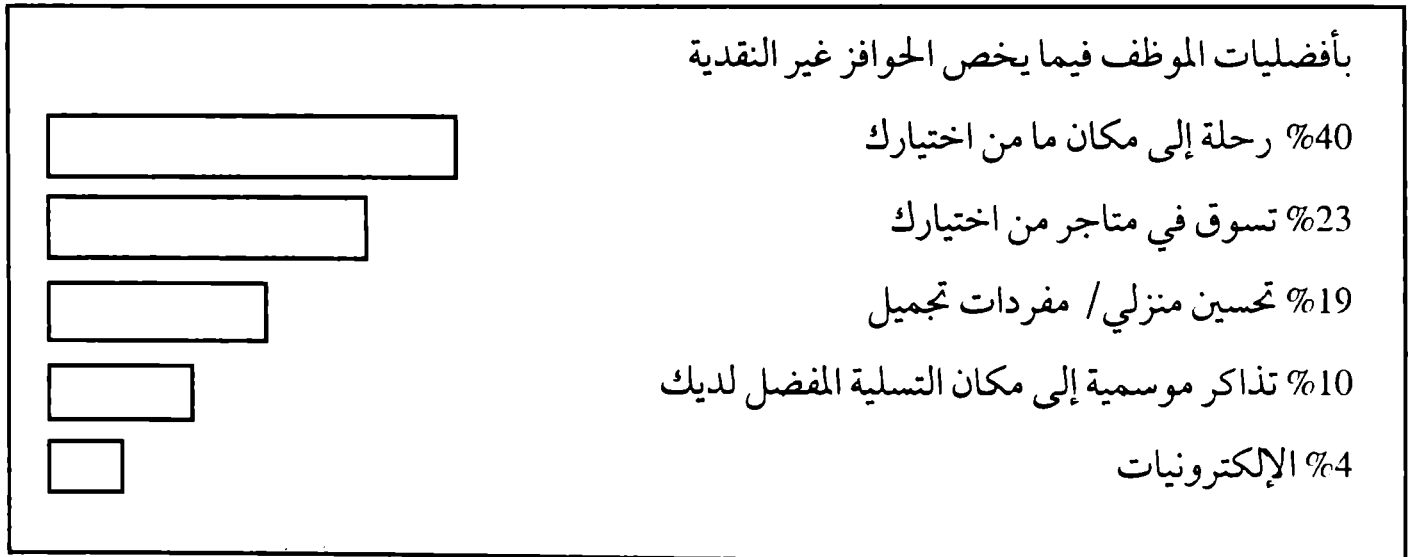 بأفضليات الموظف فيما يخص الحوافز غير النقدية
%40 رحلة إلى مكان ما من اختيارك
%23 تسوق في متاجر من اختيارك
%19 تحسين منزلي/ مفردات تجميل
%10 تذاكر موسمية إلى مكان التسلية المفضل لديك
%4 الإلكترونيات